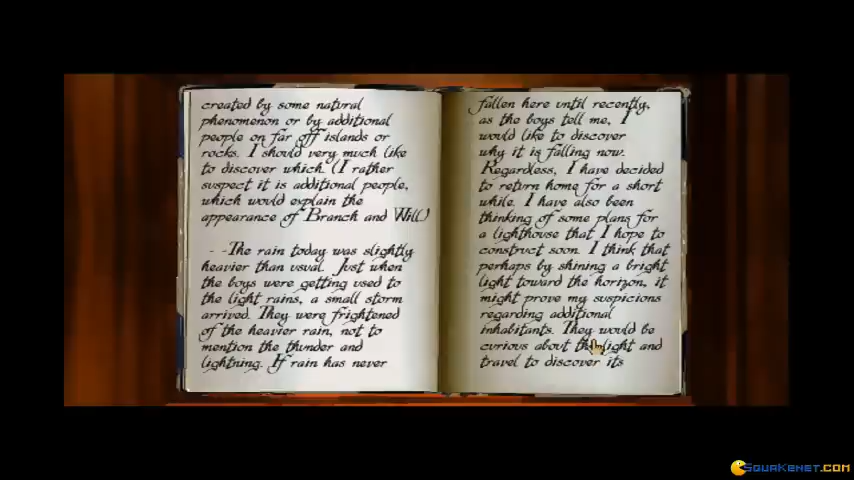 created by some natural
phenomenon or by additional
people on far off islands or
rocks. I should very much like
to discover which. (I rather
suspect it is additional people,
which would explain the
appearance of Branch and Will)
--The rain today was slightly
heavier than usual. Just when
the boys were getting used to
the light rains, a small storm
arrived. They were frightened
of the heavier rain, not to
mention the thunder and
lightning. If rain has never
fallen here until recently,
as the boys tell me, I
would like to discover
why it is falling now.
Regardless, I have decided
to return home for a short
while. I have also been
thinking of some plans for
a lighthouse that I hope to
construct soon. I think that
perhaps by shining a bright
light toward the horizon, it
might prove my suspicions
regarding additional
inhabitants. They would be
curious about the light and
travel to discover its
SquaKenet.com